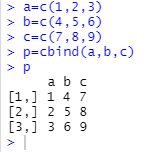 > a=c(1,2,3)
> b=c(4,5,6)
> c=c(7,8,9)
> p=cbind(a,b,c)
> p
     a b c
[1,] 1 4 7
[2,] 2 5 8
[3,] 3 6 9
>